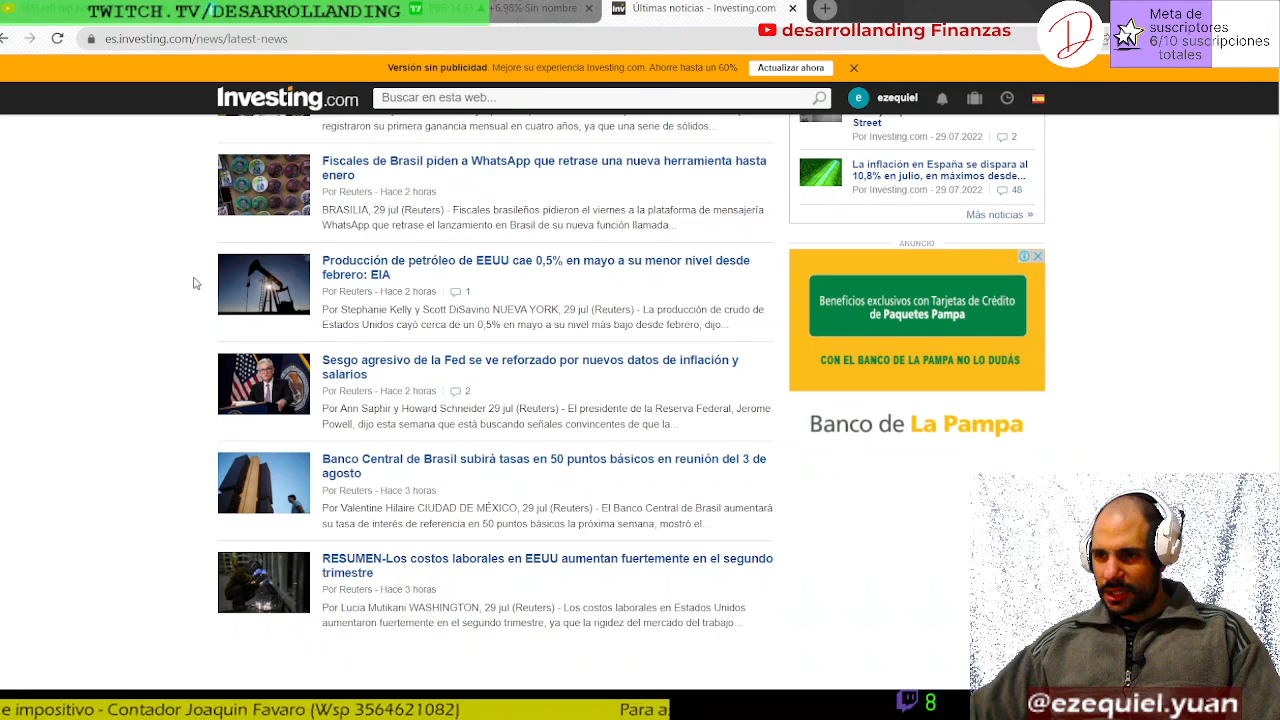 TWITCH.TV/DESARROLLANDING
+6.98% Sin nombre
Últimas noticias - Investing.com
es.investing.com/news/latest-news
desarrollanding Finanzas
Meta de
suscriptores
6/10 suscripciones
totales
Versión sin publicidad. Mejore su experiencia Investing.com. Ahorre hasta un 60%
Actualizar ahora
Investing.com
Buscar en esta web...
e
ezequiel
registraron su primera ganancia mensual en cuatro años, ya que una serie de sólidos...
Fiscales de Brasil piden a WhatsApp que retrase una nueva herramienta hasta
enero
Por Reuters - Hace 2 horas
BRASILIA, 29 jul (Reuters) - Fiscales brasileños pidieron el viernes a la plataforma de mensajería
WhatsApp que retrase el lanzamiento en Brasil de su nueva función llamada...
Producción de petróleo de EEUU cae 0,5% en mayo a su menor nivel desde
febrero: EIA
Por Reuters - Hace 2 horas
1
Por Stephanie Kelly y Scott DiSavino NUEVA YORK, 29 jul (Reuters) - La producción de crudo de
Estados Unidos cayó cerca de un 0,5% en mayo a su nivel más bajo desde febrero, dijo...
Sesgo agresivo de la Fed se ve reforzado por nuevos datos de inflación y
salarios
Por Reuters - Hace 2 horas
2
Por Ann Saphir y Howard Schneider 29 jul (Reuters) - El presidente de la Reserva Federal, Jerome
Powell, dijo esta semana que está buscando señales convincentes de que la...
Banco Central de Brasil subirá tasas en 50 puntos básicos en reunión del 3 de
agosto
Por Reuters - Hace 3 horas
Por Valentine Hilaire CIUDAD DE MÉXICO, 29 jul (Reuters) - El Banco Central de Brasil aumentará
su tasa de interés de referencia en 50 puntos básicos la próxima semana, mostró el...
RESUMEN-Los costos laborales en EEUU aumentan fuertemente en el segundo
trimestre
Por Reuters - Hace 3 horas
Por Lucia Mutikani WASHINGTON, 29 jul (Reuters) - Los costos laborales en Estados Unidos
aumentaron fuertemente en el segundo trimestre, ya que la rigidez del mercado del trabajo...
Street
Por Investing.com - 29.07.2022
2
La inflación en España se dispara al
10,8% en julio, en máximos desde...
Por Investing.com - 29.07.2022
48
Más noticias »
ANUNCIO
Beneficios exclusivos con Tarjetas de Crédito
de Paquetes Pampa
CON EL BANCO DE LA PAMPA NO LO DUDÁS
Banco de La Pampa
8
@ezequiel.yuan
e impositivo - Contador Joaquin Favaro (Wsp 3564621082)
Para a